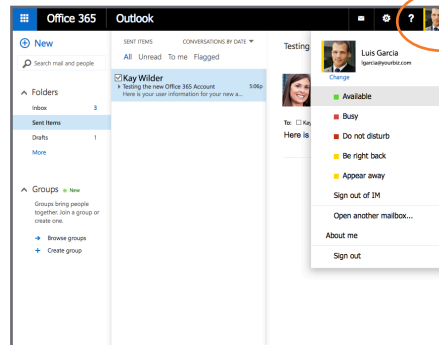 Office 365
Outlook
?
New
Search mail and people
Folders
Inbox 3
Sent Items
Drafts 1
More
Groups New
Groups bring people
together. Join a group or
create one.
Browse groups
Create group
SENT ITEMS CONVERSATIONS BY DATE
All Unread To me Flagged
Kay Wilder
Testing the new Office 365 Account 5:06p
Here is your user information for your new a...
Testing
To: Kay
Here is
Luis Garcia
lgarcia@yourbiz.com
Change
Available
Busy
Do not disturb
Be right back
Appear away
Sign out of IM
Open another mailbox...
About me
Sign out